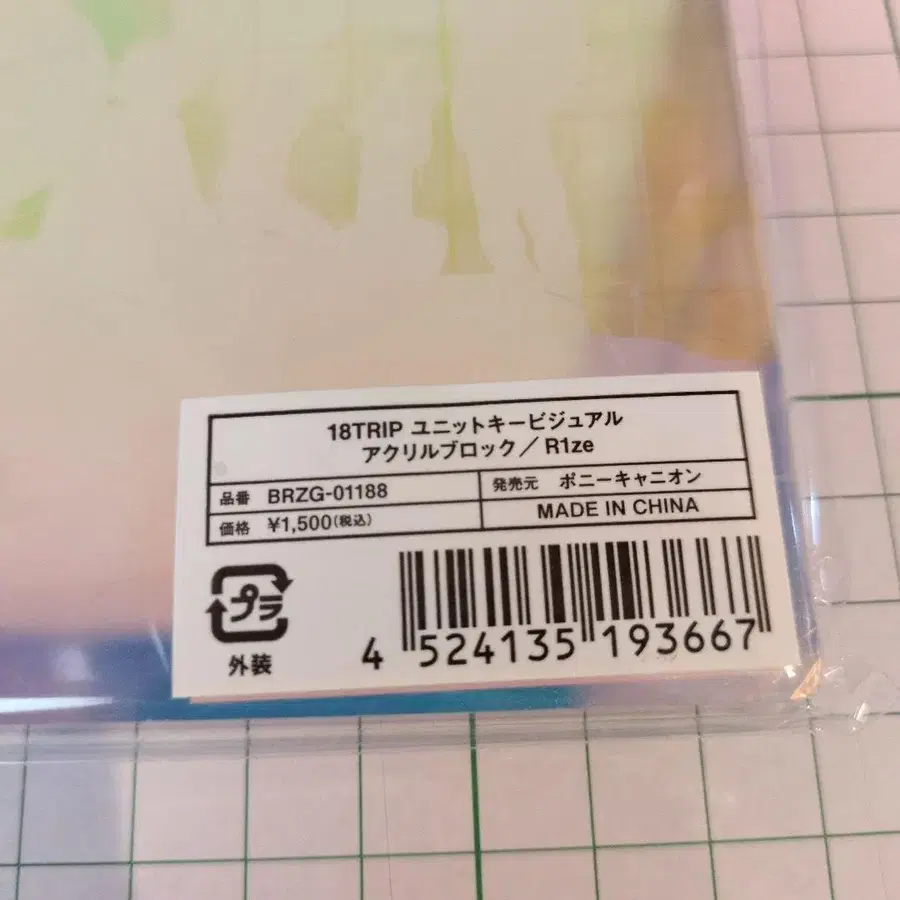 18TRIP ユニットキービジュアル
アクリルブロック／R1ze
品番 BRZG-01188
発売元 ポニーキャニオン
価格 ¥1,500(税込)
MADE IN CHINA
プラ
外装
4 524135 193667